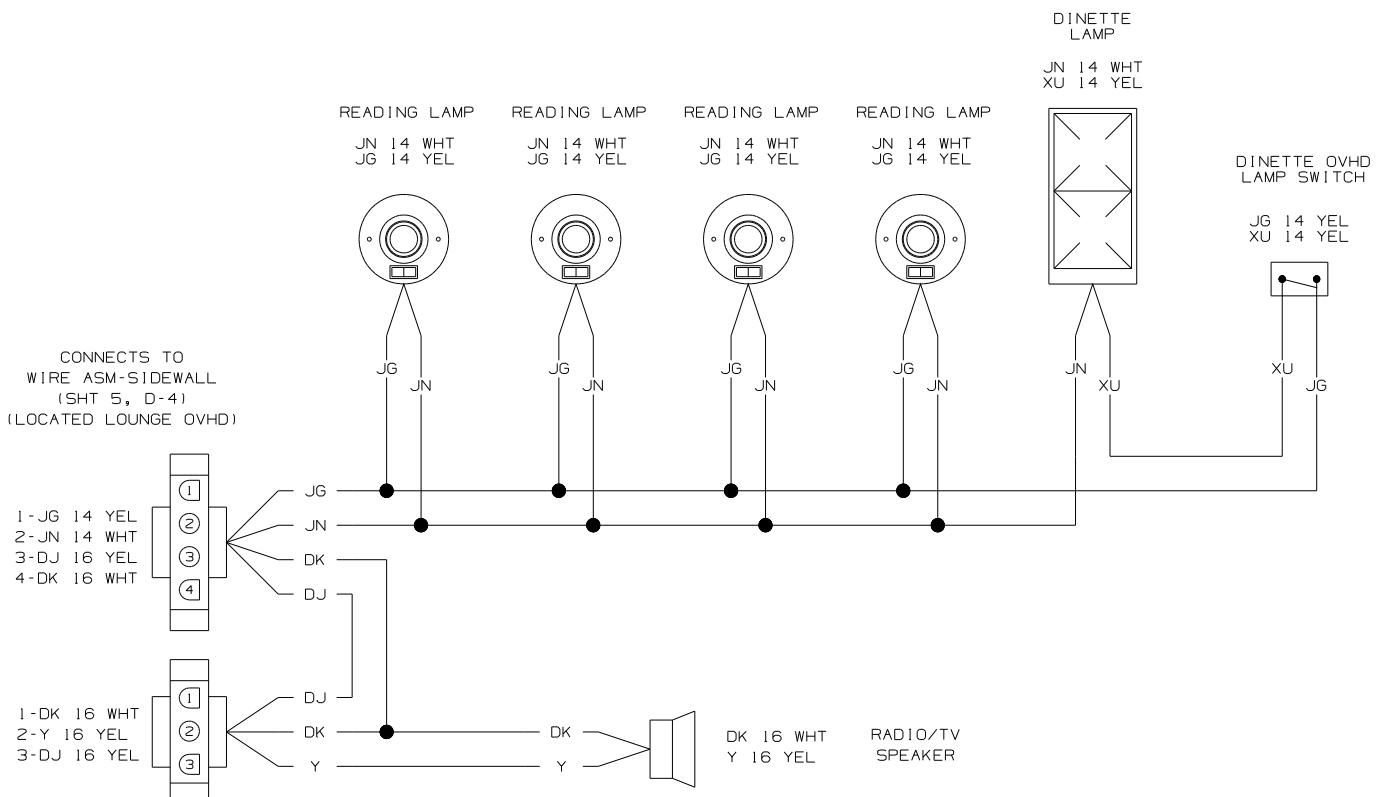 DINETTE
LAMP
JN 14 WHT
XU 14 YEL
READING LAMP
JN 14 WHT
JG 14 YEL
READING LAMP
JN 14 WHT
JG 14 YEL
READING LAMP
JN 14 WHT
JG 14 YEL
READING LAMP
JN 14 WHT
JG 14 YEL
DINETTE OVHD
LAMP SWITCH
JG 14 YEL
XU 14 YEL
JG
JN
JG
JN
JG
JN
JG
JN
JN
XU
XU
JG
CONNECTS TO
WIRE ASM-SIDEWALL
(SHT 5, D-4)
(LOCATED LOUNGE OVHD)
1-JG 14 YEL
2-JN 14 WHT
3-DJ 16 YEL
4-DK 16 WHT
1
2
3
4
JG
JN
DK
DJ
1-DK 16 WHT
2-Y 16 YEL
3-DJ 16 YEL
1
2
3
DJ
DK
Y
DK
Y
DK 16 WHT
Y 16 YEL
RADIO/TV
SPEAKER